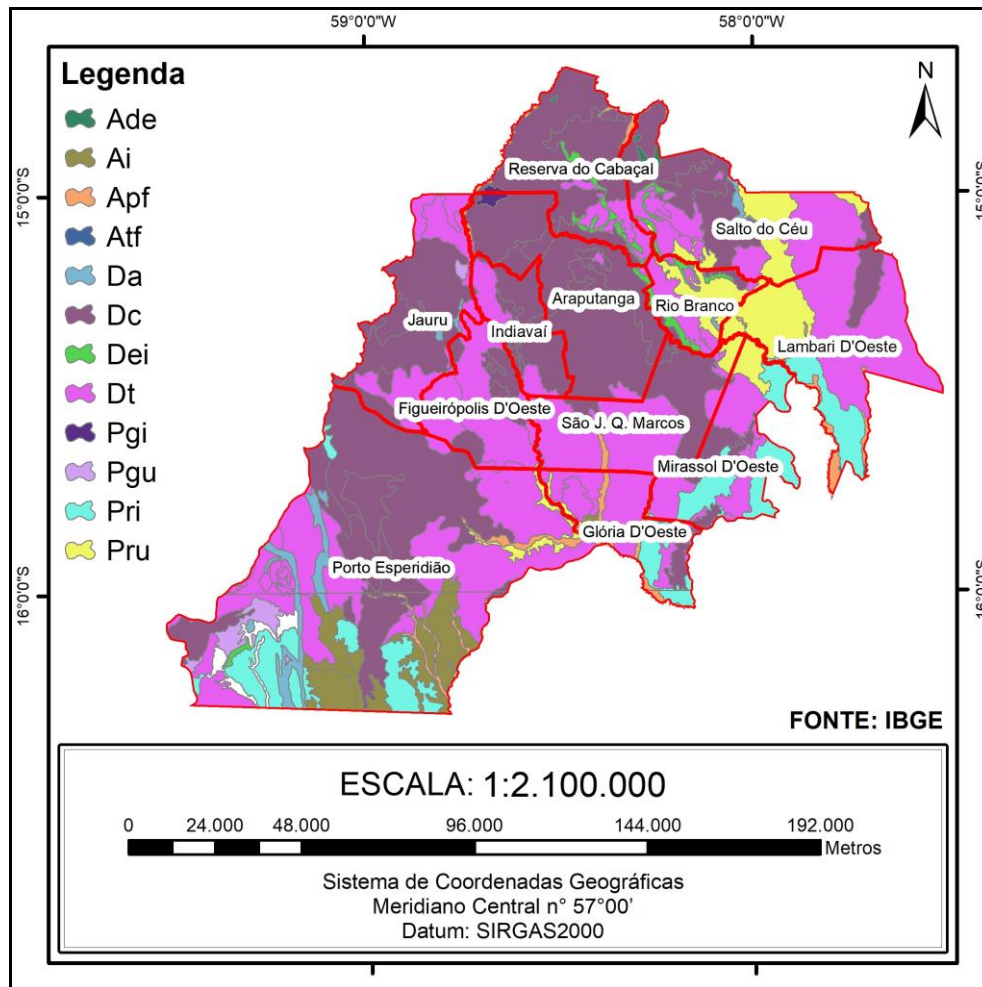 59°0'0"W
58°0'0"W
Legenda
N
Ade
Ai
Apf
Atf
Da
Dc
Dei
Dt
Pgi
Pgu
Pri
Pru
15°0'0"S
15°0'0"S
Reserva do Cabaçal
Salto do Céu
Araputanga
Rio Branco
Jauru
Indiavaí
Lambari D'Oeste
Figueirópolis D'Oeste
São J. Q. Marcos
Mirassol D'Oeste
Glória D'Oeste
Porto Esperidião
16°0'0"S
16°0'0"S
FONTE: IBGE
ESCALA: 1:2.100.000
0 24.000 48.000 96.000 144.000 192.000
Metros
Sistema de Coordenadas Geográficas
Meridiano Central n° 57°00'
Datum: SIRGAS2000